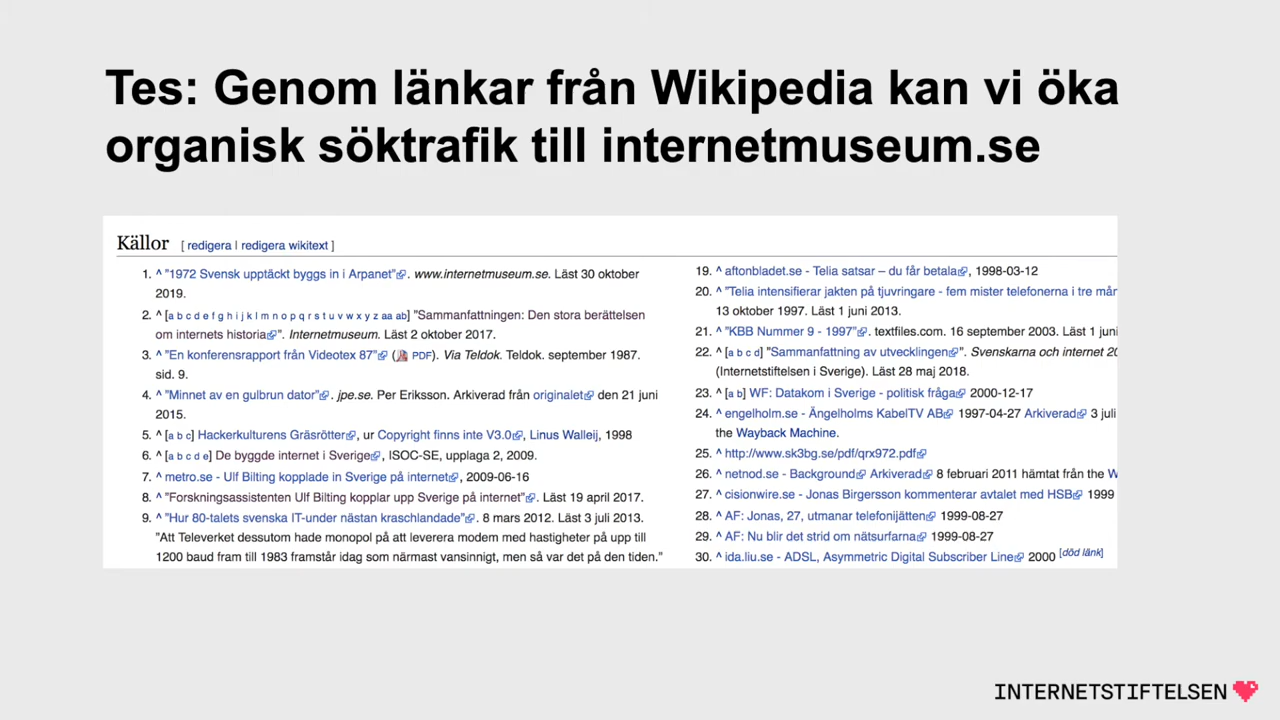 Tes: Genom länkar från Wikipedia kan vi öka
organisk söktrafik till internetmuseum.se
Källor [ redigera | redigera wikitext ]
1. ^ "1972 Svensk upptäckt byggs in i Arpanet". www.internetmuseum.se. Läst 30 oktober
2019.
2. ^ [a b c d e f g h i j k l m n o p q r s t u v w x y z aa ab] "Sammanfattningen: Den stora berättelsen
om internets historia". Internetmuseum. Läst 2 oktober 2017.
3. ^ "En konferensrapport från Videotex 87" (PDF). Via Teldok. Teldok. september 1987.
sid. 9.
4. ^ "Minnet av en gulbrun dator". jpe.se. Per Eriksson. Arkiverad från originalet den 21 juni
2015.
5. ^ [a b c] Hackerkulturens Gräsrötter, ur Copyright finns inte V3.0, Linus Walleij, 1998
6. ^ [a b c d e] De byggde internet i Sverige, ISOC-SE, upplaga 2, 2009.
7. ^ metro.se - Ulf Bilting kopplade in Sverige på internet, 2009-06-16
8. ^ "Forskningsassistenten Ulf Bilting kopplar upp Sverige på internet". Läst 19 april 2017.
9. ^ "Hur 80-talets svenska IT-under nästan kraschlandade". 8 mars 2012. Läst 3 juli 2013.
"Att Televerket dessutom hade monopol på att leverera modem med hastigheter på upp till
1200 baud fram till 1983 framstår idag som närmast vansinnigt, men så var det på den tiden."
19. ^ aftonbladet.se - Telia satsar – du får betala, 1998-03-12
20. ^ "Telia intensifierar jakten på tjuvringare - fem mister telefonerna i tre mån
13 oktober 1997. Läst 1 juni 2013.
21. ^ "KBB Nummer 9 - 1997". textfiles.com. 16 september 2003. Läst 1 juni
22. ^ [a b c d] "Sammanfattning av utvecklingen". Svenskarna och internet 20
(Internetstiftelsen i Sverige). Läst 28 maj 2018.
23. ^ [a b] WF: Datakom i Sverige - politisk fråga 2000-12-17
24. ^ engelholm.se - Ängelholms KabelTV AB 1997-04-27 Arkiverad 3 juli
the Wayback Machine.
25. ^ http://www.sk3bg.se/pdf/qrx972.pdf
26. ^ netnod.se - Background Arkiverad 8 februari 2011 hämtat från the W
27. ^ cisionwire.se - Jonas Birgersson kommenterar avtalet med HSB 1999
28. ^ AF: Jonas, 27, utmanar telefonijätten 1999-08-27
29. ^ AF: Nu blir det strid om nätsurfarna 1999-08-27
30. ^ ida.liu.se - ADSL, Asymmetric Digital Subscriber Line 2000 [död länk]
INTERNETSTIFTELSEN